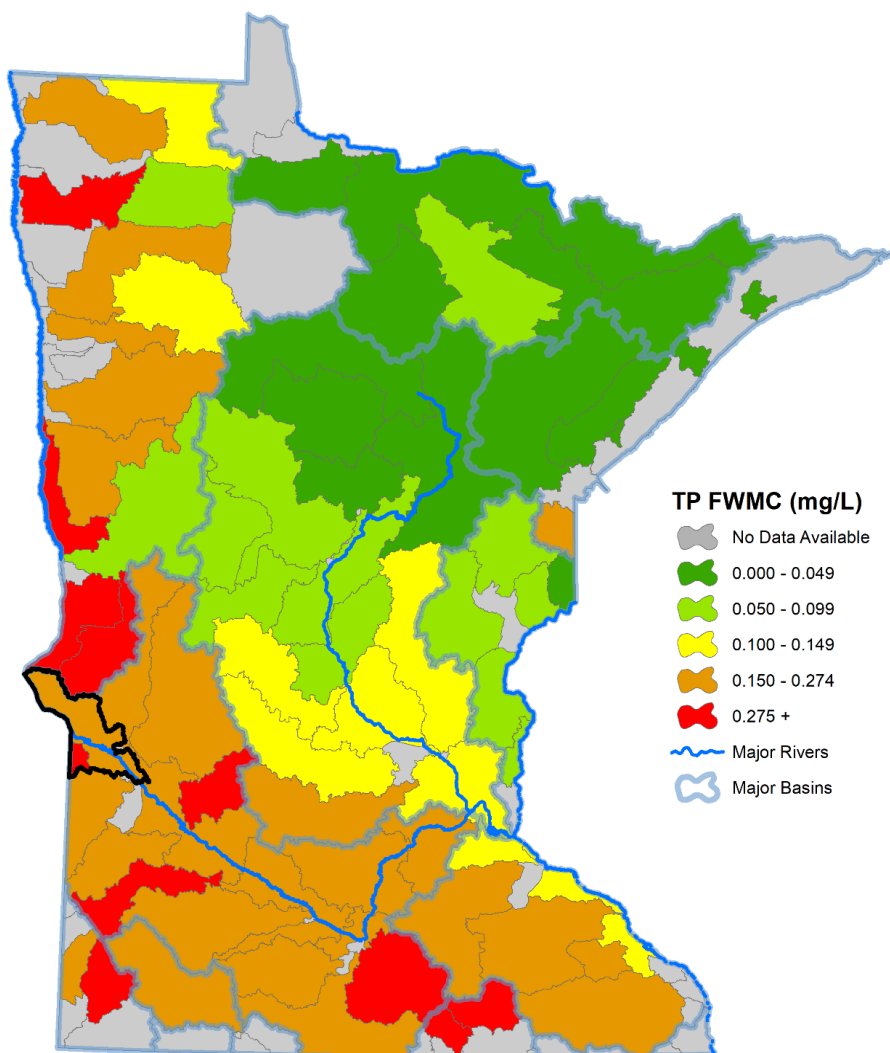 TP FWMC (mg/L)
No Data Available
0.000 - 0.049
0.050 - 0.099
0.100 - 0.149
0.150 - 0.274
0.275 +
Major Rivers
Major Basins